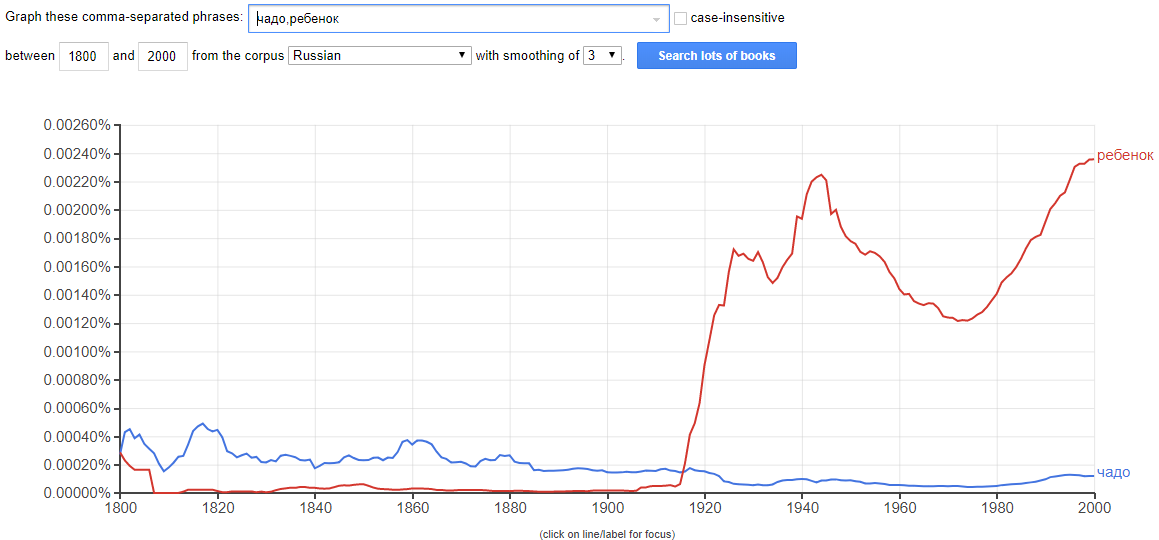 Graph these comma-separated phrases: чадо,ребенок case-insensitive
between 1800 and 2000 from the corpus Russian with smoothing of 3 . Search lots of books
0.00260%
0.00240%
ребенок
0.00220%
0.00200%
0.00180%
0.00160%
0.00140%
0.00120%
0.00100%
0.00080%
0.00060%
0.00040%
0.00020%
чадо
0.00000%
1800 1820 1840 1860 1880 1900 1920 1940 1960 1980 2000
(click on line/label for focus)